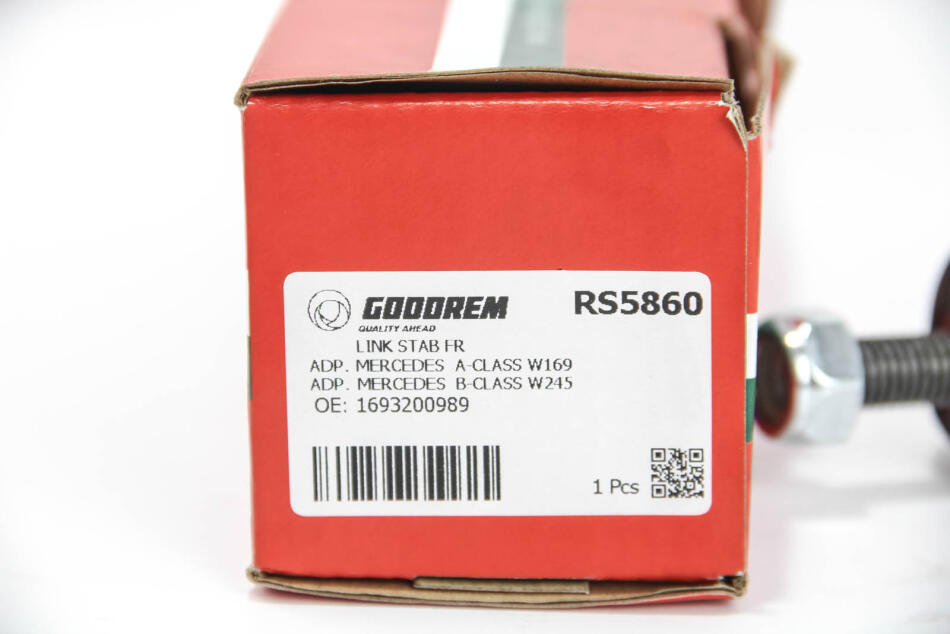 GOODREM
QUALITY AHEAD
RS5860
LINK STAB FR
ADP. MERCEDES A-CLASS W169
ADP. MERCEDES B-CLASS W245
OE: 1693200989
1 Pcs